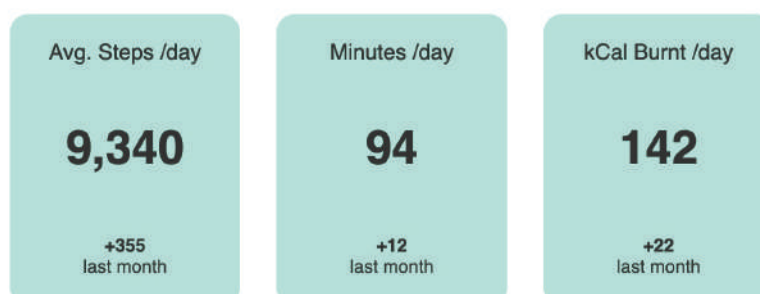 Avg. Steps /day
9,340
+355
last month
Minutes /day
94
+12
last month
kCal Burnt /day
142
+22
last month